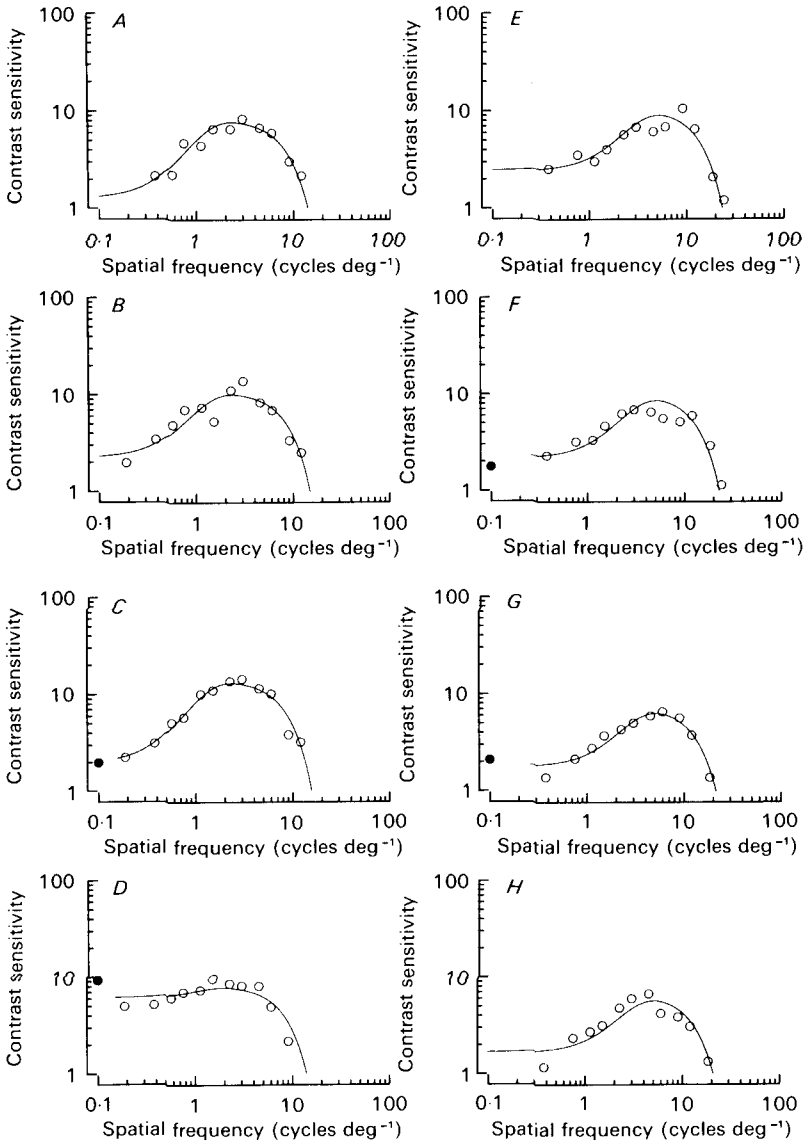 A
Contrast sensitivity
100
10
1
0·1 1 10 100
Spatial frequency (cycles deg⁻¹)
E
Contrast sensitivity
100
10
1
0·1 1 10 100
Spatial frequency (cycles deg⁻¹)
B
Contrast sensitivity
100
10
1
0·1 1 10 100
Spatial frequency (cycles deg⁻¹)
F
Contrast sensitivity
100
10
1
0·1 1 10 100
Spatial frequency (cycles deg⁻¹)
C
Contrast sensitivity
100
10
1
0·1 1 10 100
Spatial frequency (cycles deg⁻¹)
G
Contrast sensitivity
100
10
1
0·1 1 10 100
Spatial frequency (cycles deg⁻¹)
D
Contrast sensitivity
100
10
1
0·1 1 10 100
Spatial frequency (cycles deg⁻¹)
H
Contrast sensitivity
100
10
1
0·1 1 10 100
Spatial frequency (cycles deg⁻¹)